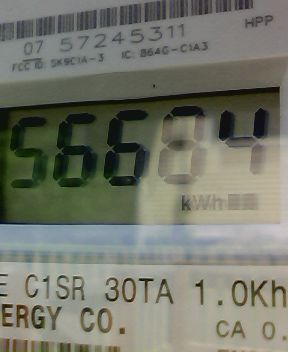 07 57245311
HPP
FCC ID: SK9C1A-3 IC: 864G-C1A3
56684
kWh
E C1SR 30TA 1.0Kh
ERGY CO.
CA 0.